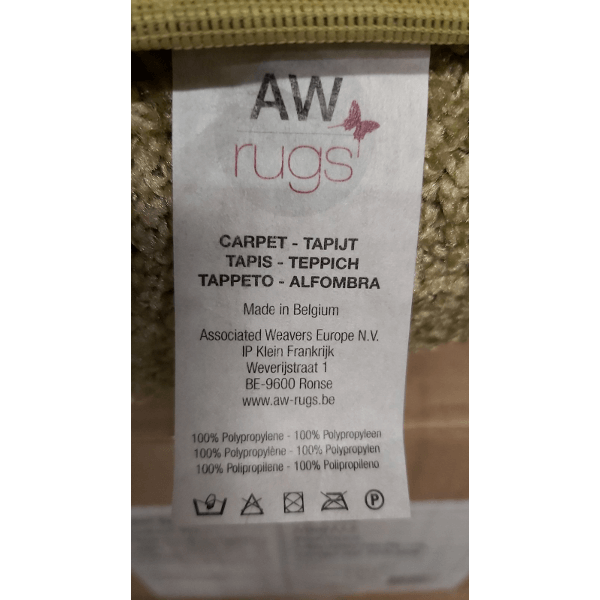 AW
rugs
CARPET - TAPIJT
TAPIS - TEPPICH
TAPPETO - ALFOMBRA
Made in Belgium
Associated Weavers Europe N.V.
IP Klein Frankrijk
Weverijstraat 1
BE-9600 Ronse
www.aw-rugs.be
100% Polypropylene - 100% Polypropyleen
100% Polypropylène - 100% Polypropylen
100% Polipropilene - 100% Polipropileno
P